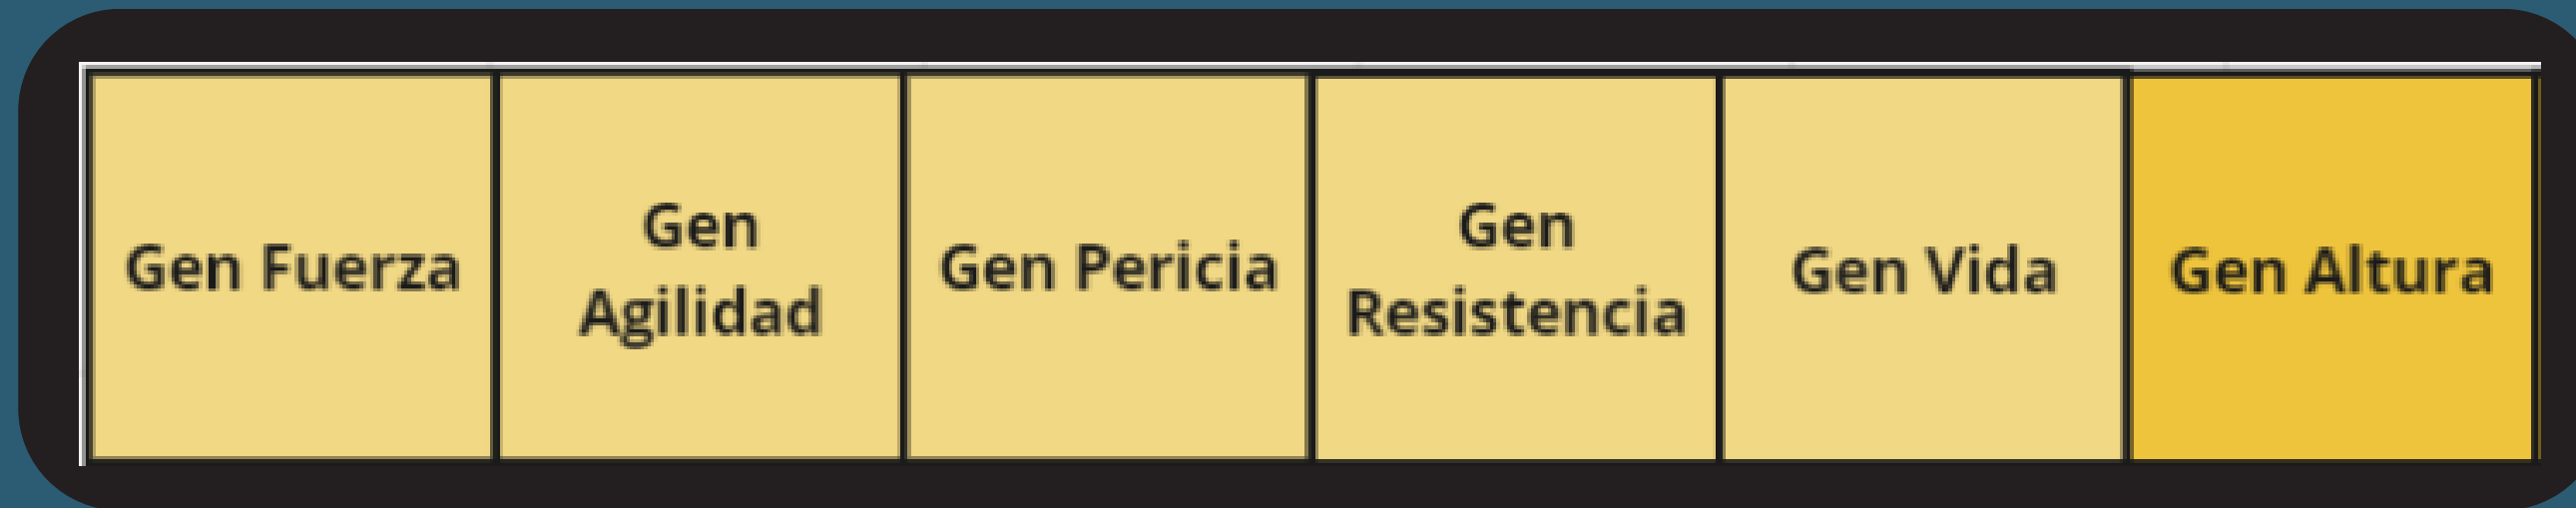 Gen Fuerza
Gen
Agilidad
Gen Pericia
Gen
Resistencia
Gen Vida
Gen Altura